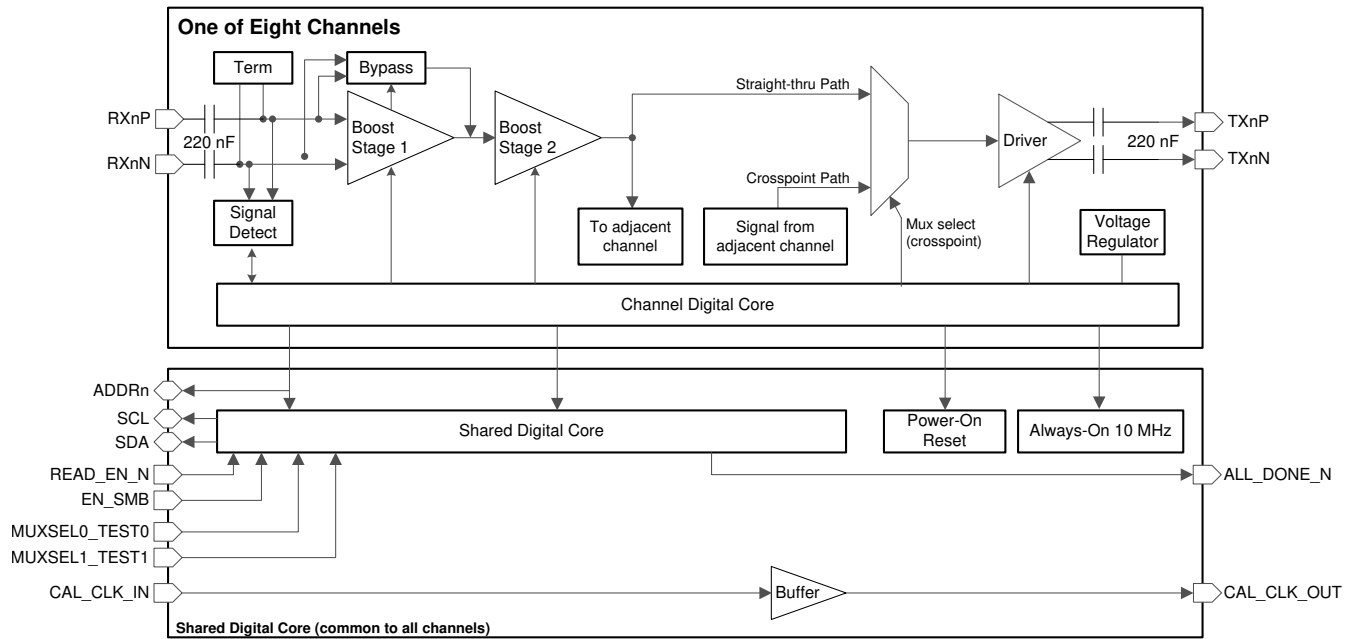 One of Eight Channels
Term
Bypass
Straight-thru Path
RXnP
220 nF
RXnN
Boost
Stage 1
Boost
Stage 2
Driver
220 nF
TXnP
TXnN
Crosspoint Path
Signal
Detect
To adjacent
channel
Signal from
adjacent channel
Mux select
(crosspoint)
Voltage
Regulator
Channel Digital Core
ADDRn
SCL
SDA
READ_EN_N
EN_SMB
MUXSEL0_TEST0
MUXSEL1_TEST1
CAL_CLK_IN
Shared Digital Core
Power-On
Reset
Always-On 10 MHz
ALL_DONE_N
Buffer
CAL_CLK_OUT
Shared Digital Core (common to all channels)